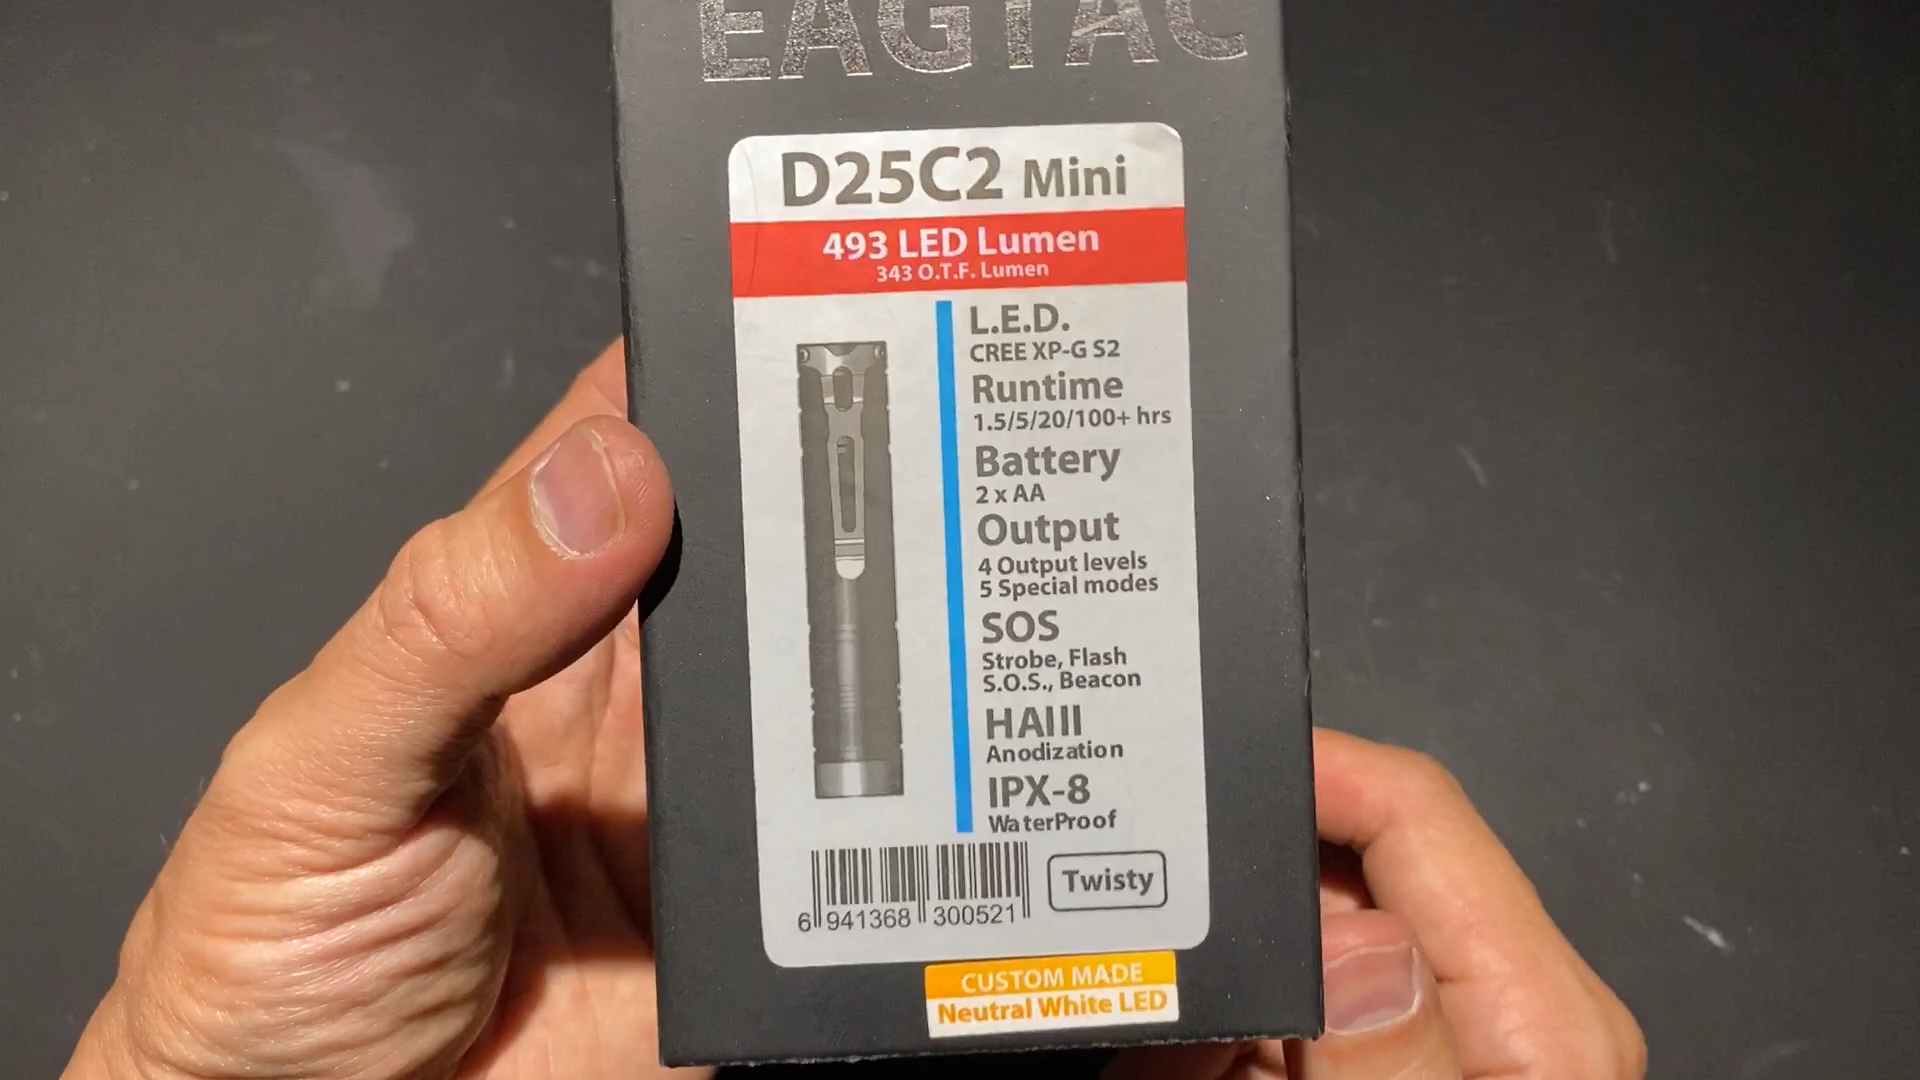 EAGTAC
D25C2 Mini
493 LED Lumen
343 O.T.F. Lumen
L.E.D.
CREE XP-G S2
Runtime
1.5/5/20/100+ hrs
Battery
2 x AA
Output
4 Output levels
5 Special modes
SOS
Strobe, Flash
S.O.S., Beacon
HAIII
Anodization
IPX-8
WaterProof
6 941368 300521
Twisty
CUSTOM MADE
Neutral White LED